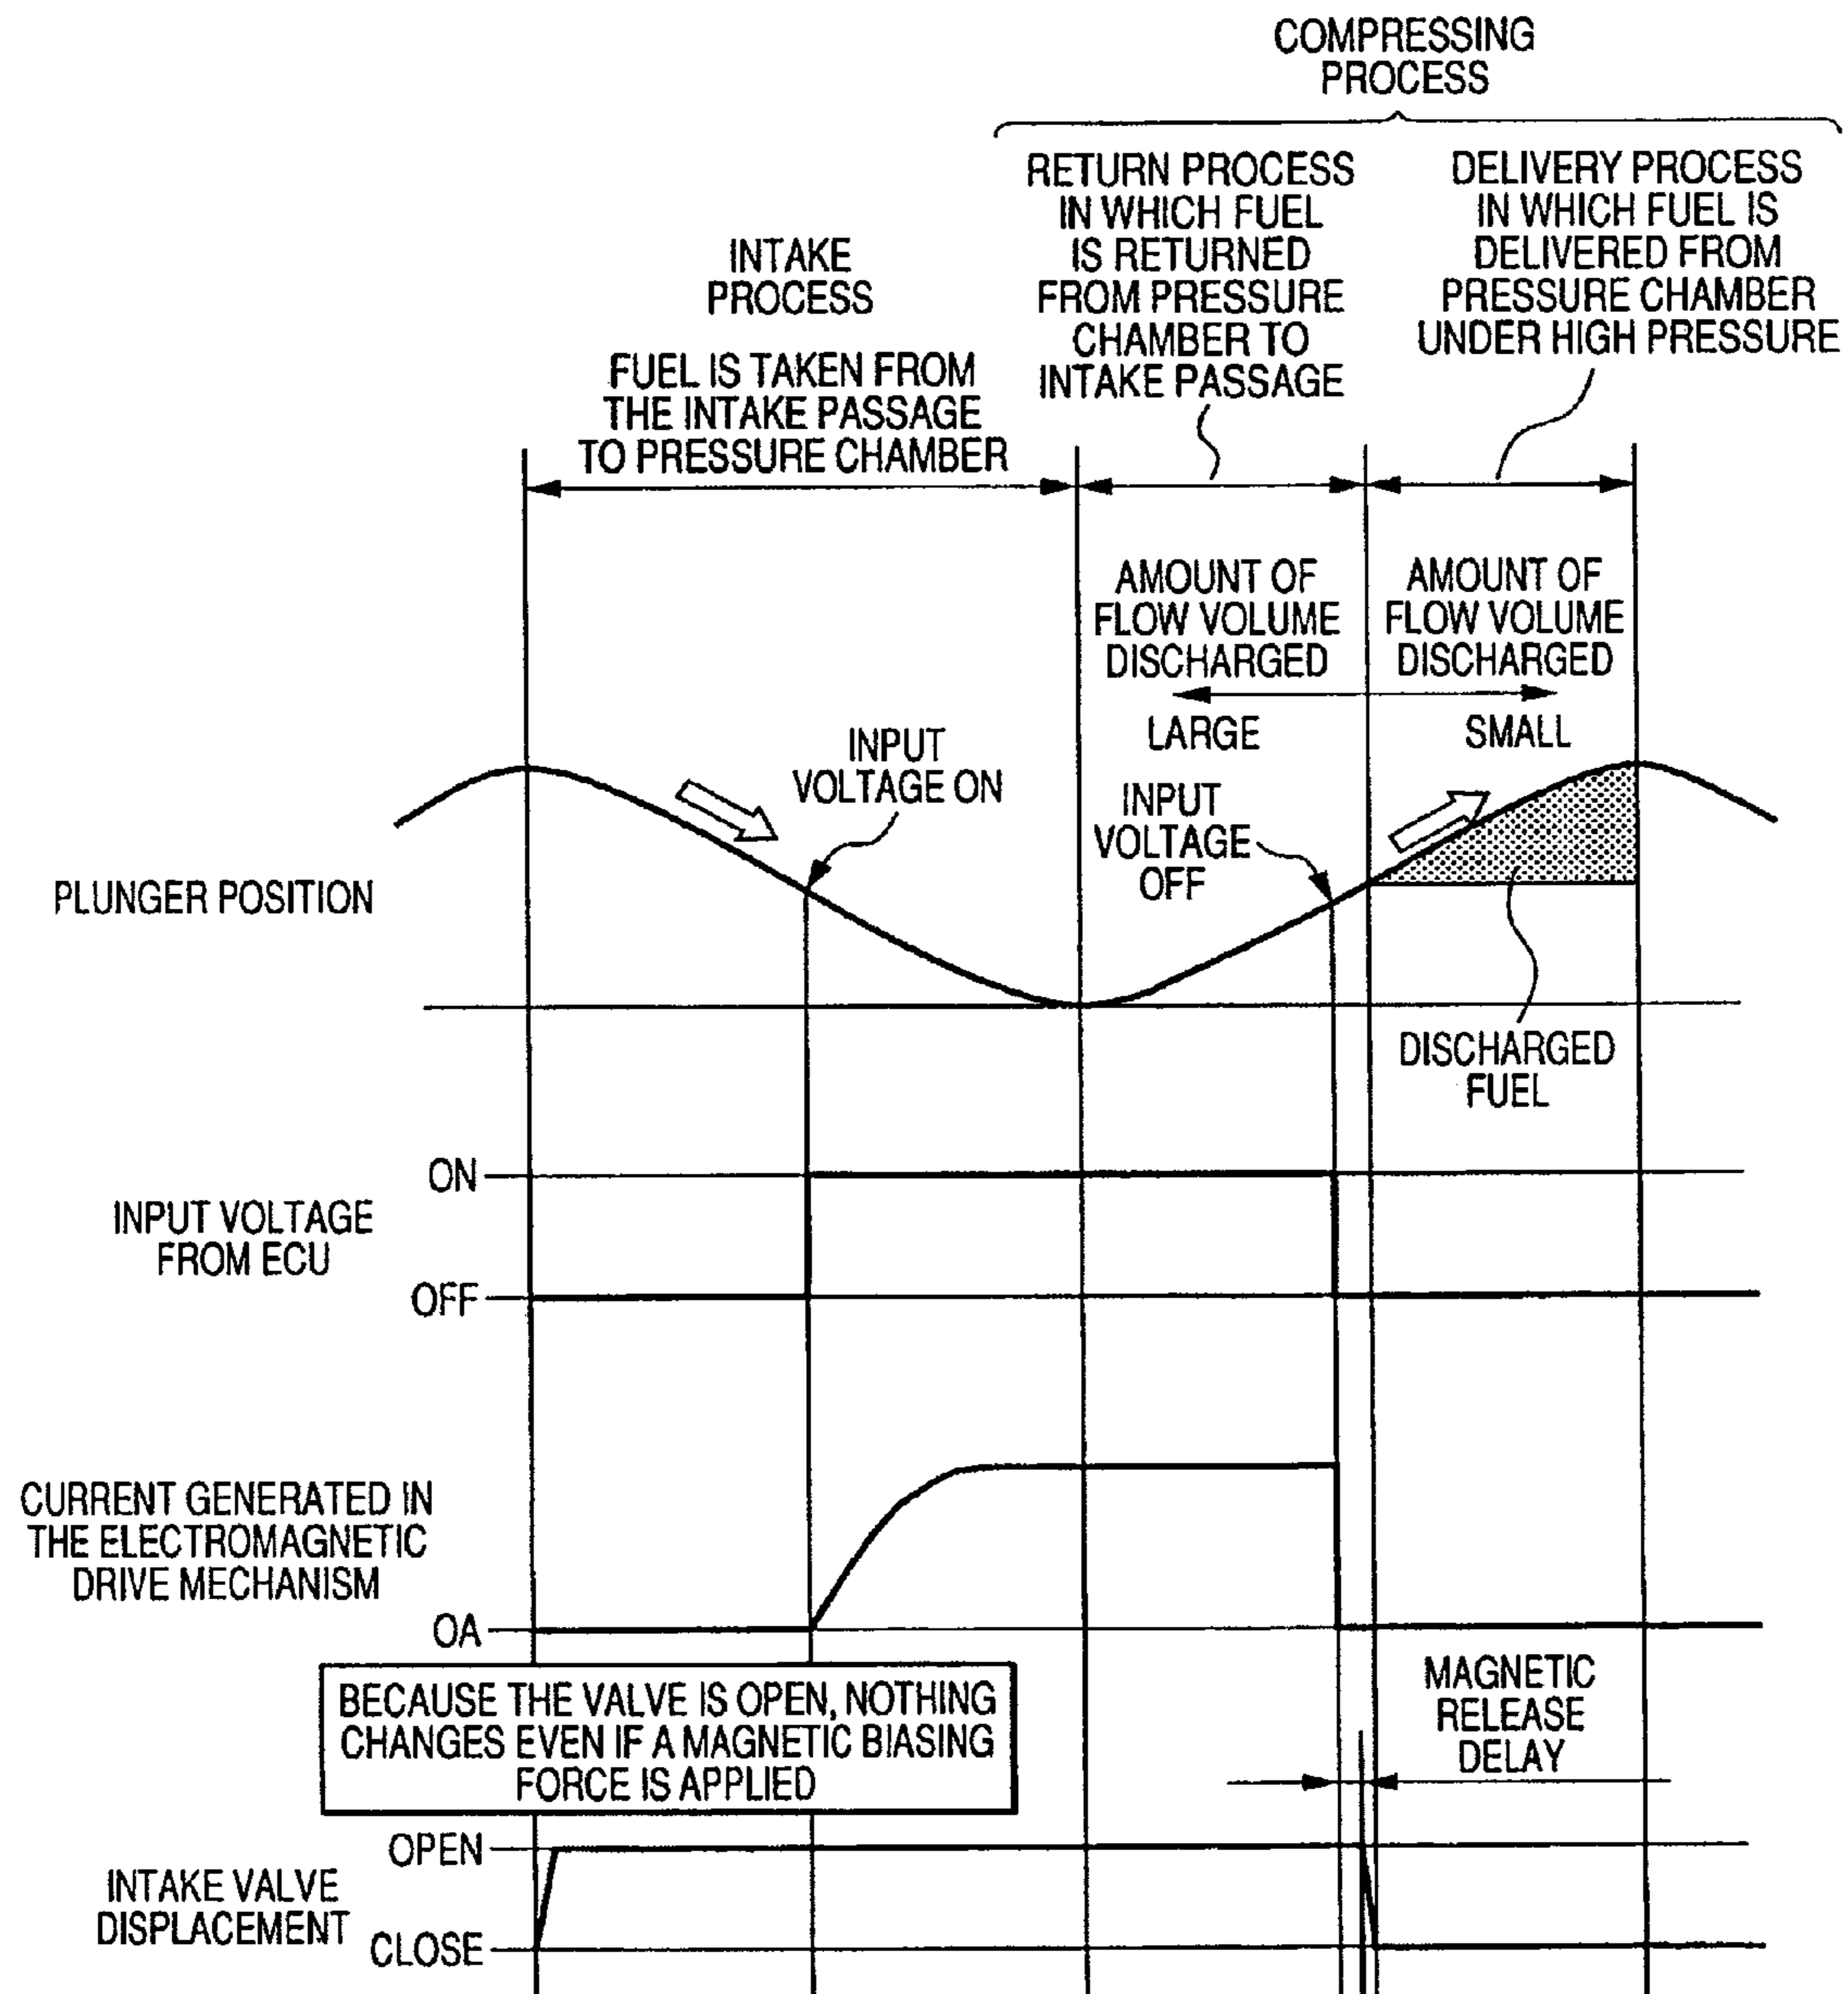 COMPRESSING
PROCESS
RETURN PROCESS
IN WHICH FUEL
IS RETURNED
FROM PRESSURE
CHAMBER TO
INTAKE PASSAGE
DELIVERY PROCESS
IN WHICH FUEL IS
DELIVERED FROM
PRESSURE CHAMBER
UNDER HIGH PRESSURE
INTAKE
PROCESS
FUEL IS TAKEN FROM
THE INTAKE PASSAGE
TO PRESSURE CHAMBER
AMOUNT OF
FLOW VOLUME
DISCHARGED
AMOUNT OF
FLOW VOLUME
DISCHARGED
LARGE
SMALL
INPUT
VOLTAGE ON
INPUT
VOLTAGE
OFF
PLUNGER POSITION
DISCHARGED
FUEL
ON
INPUT VOLTAGE
FROM ECU
OFF
CURRENT GENERATED IN
THE ELECTROMAGNETIC
DRIVE MECHANISM
OA
BECAUSE THE VALVE IS OPEN, NOTHING
CHANGES EVEN IF A MAGNETIC BIASING
FORCE IS APPLIED
MAGNETIC
RELEASE
DELAY
OPEN
INTAKE VALVE
DISPLACEMENT
CLOSE